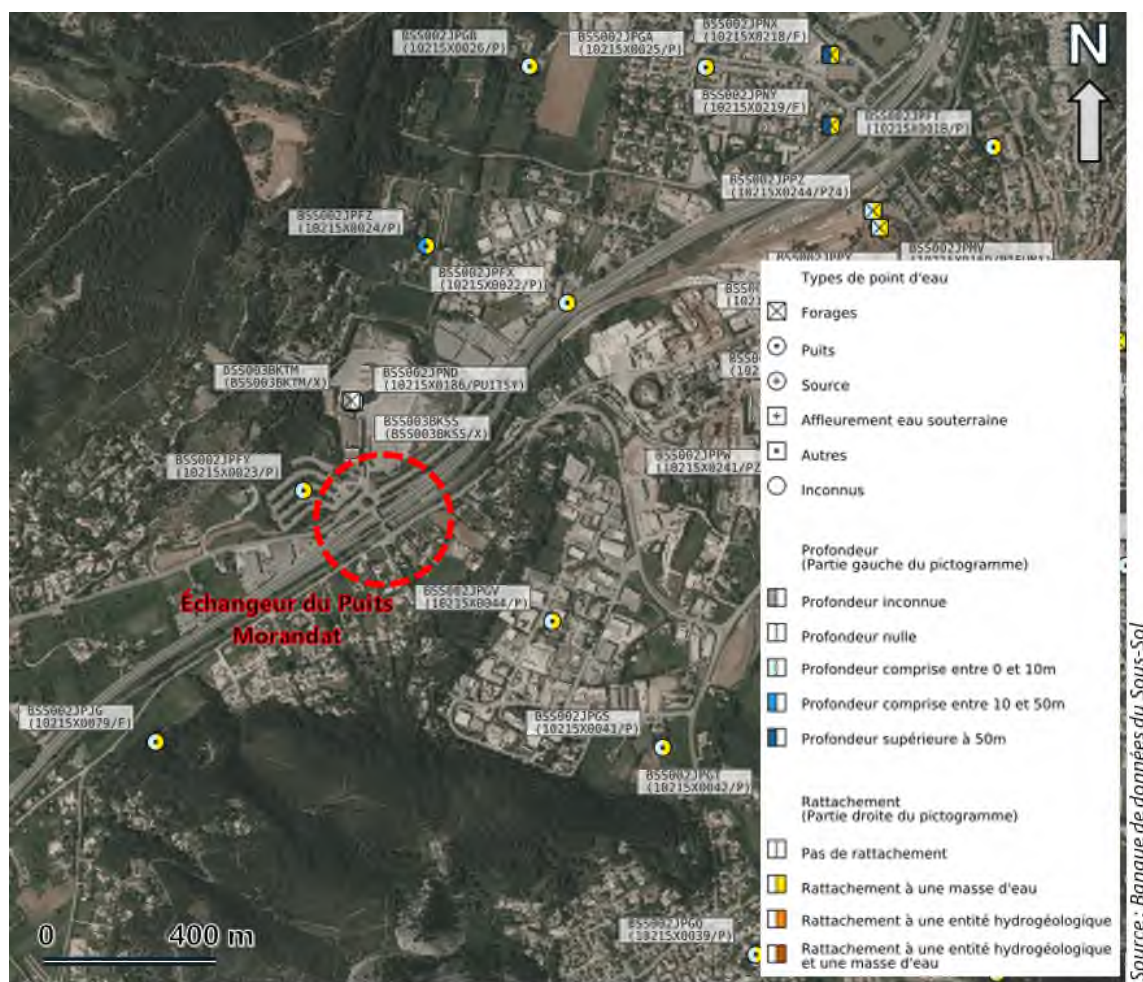 BSS002JPGB
(10215X0026/P)
BSS002JPGA
(10215X0025/P)
BSS002JPNX
(10215X0218/F)
N
BSS002JPNY
(10215X0219/F)
(10215X0018/P)
BSS002JPPZ
(10215X0244/PZ4)
BSS002JPFZ
(10215X0024/P)
BSS002JPMV
BSS002JPFX
(10215X0022/P)
(BSS003BKTM/X)
BSS002JPND
(10215X0186/PUITSY)
BSS003BKSS
(BSS003BKSS/X)
BSS002JPFY
(10215X0023/P)
BSS002JPPW
Échangeur du Puits
Morandat
BSS002JPGV
(10215X0044/P)
BSS002JPJG
(10215X0079/F)
BSS002JPGS
(10215X0041/P)
BSS002JPGT
(10215X0042/P)
BSS002JPGQ
(10215X0039/P)
0 400 m
Types de point d'eau
Forages
Puits
Source
Affleurement eau souterraine
Autres
Inconnus
Profondeur
(Partie gauche du pictogramme)
Profondeur inconnue
Profondeur nulle
Profondeur comprise entre 0 et 10m
Profondeur comprise entre 10 et 50m
Profondeur supérieure à 50m
Rattachement
(Partie droite du pictogramme)
Pas de rattachement
Rattachement à une masse d'eau
Rattachement à une entité hydrogéologique
Rattachement à une entité hydrogéologique
et une masse d'eau
Source : Banque de données du Sous-Sol